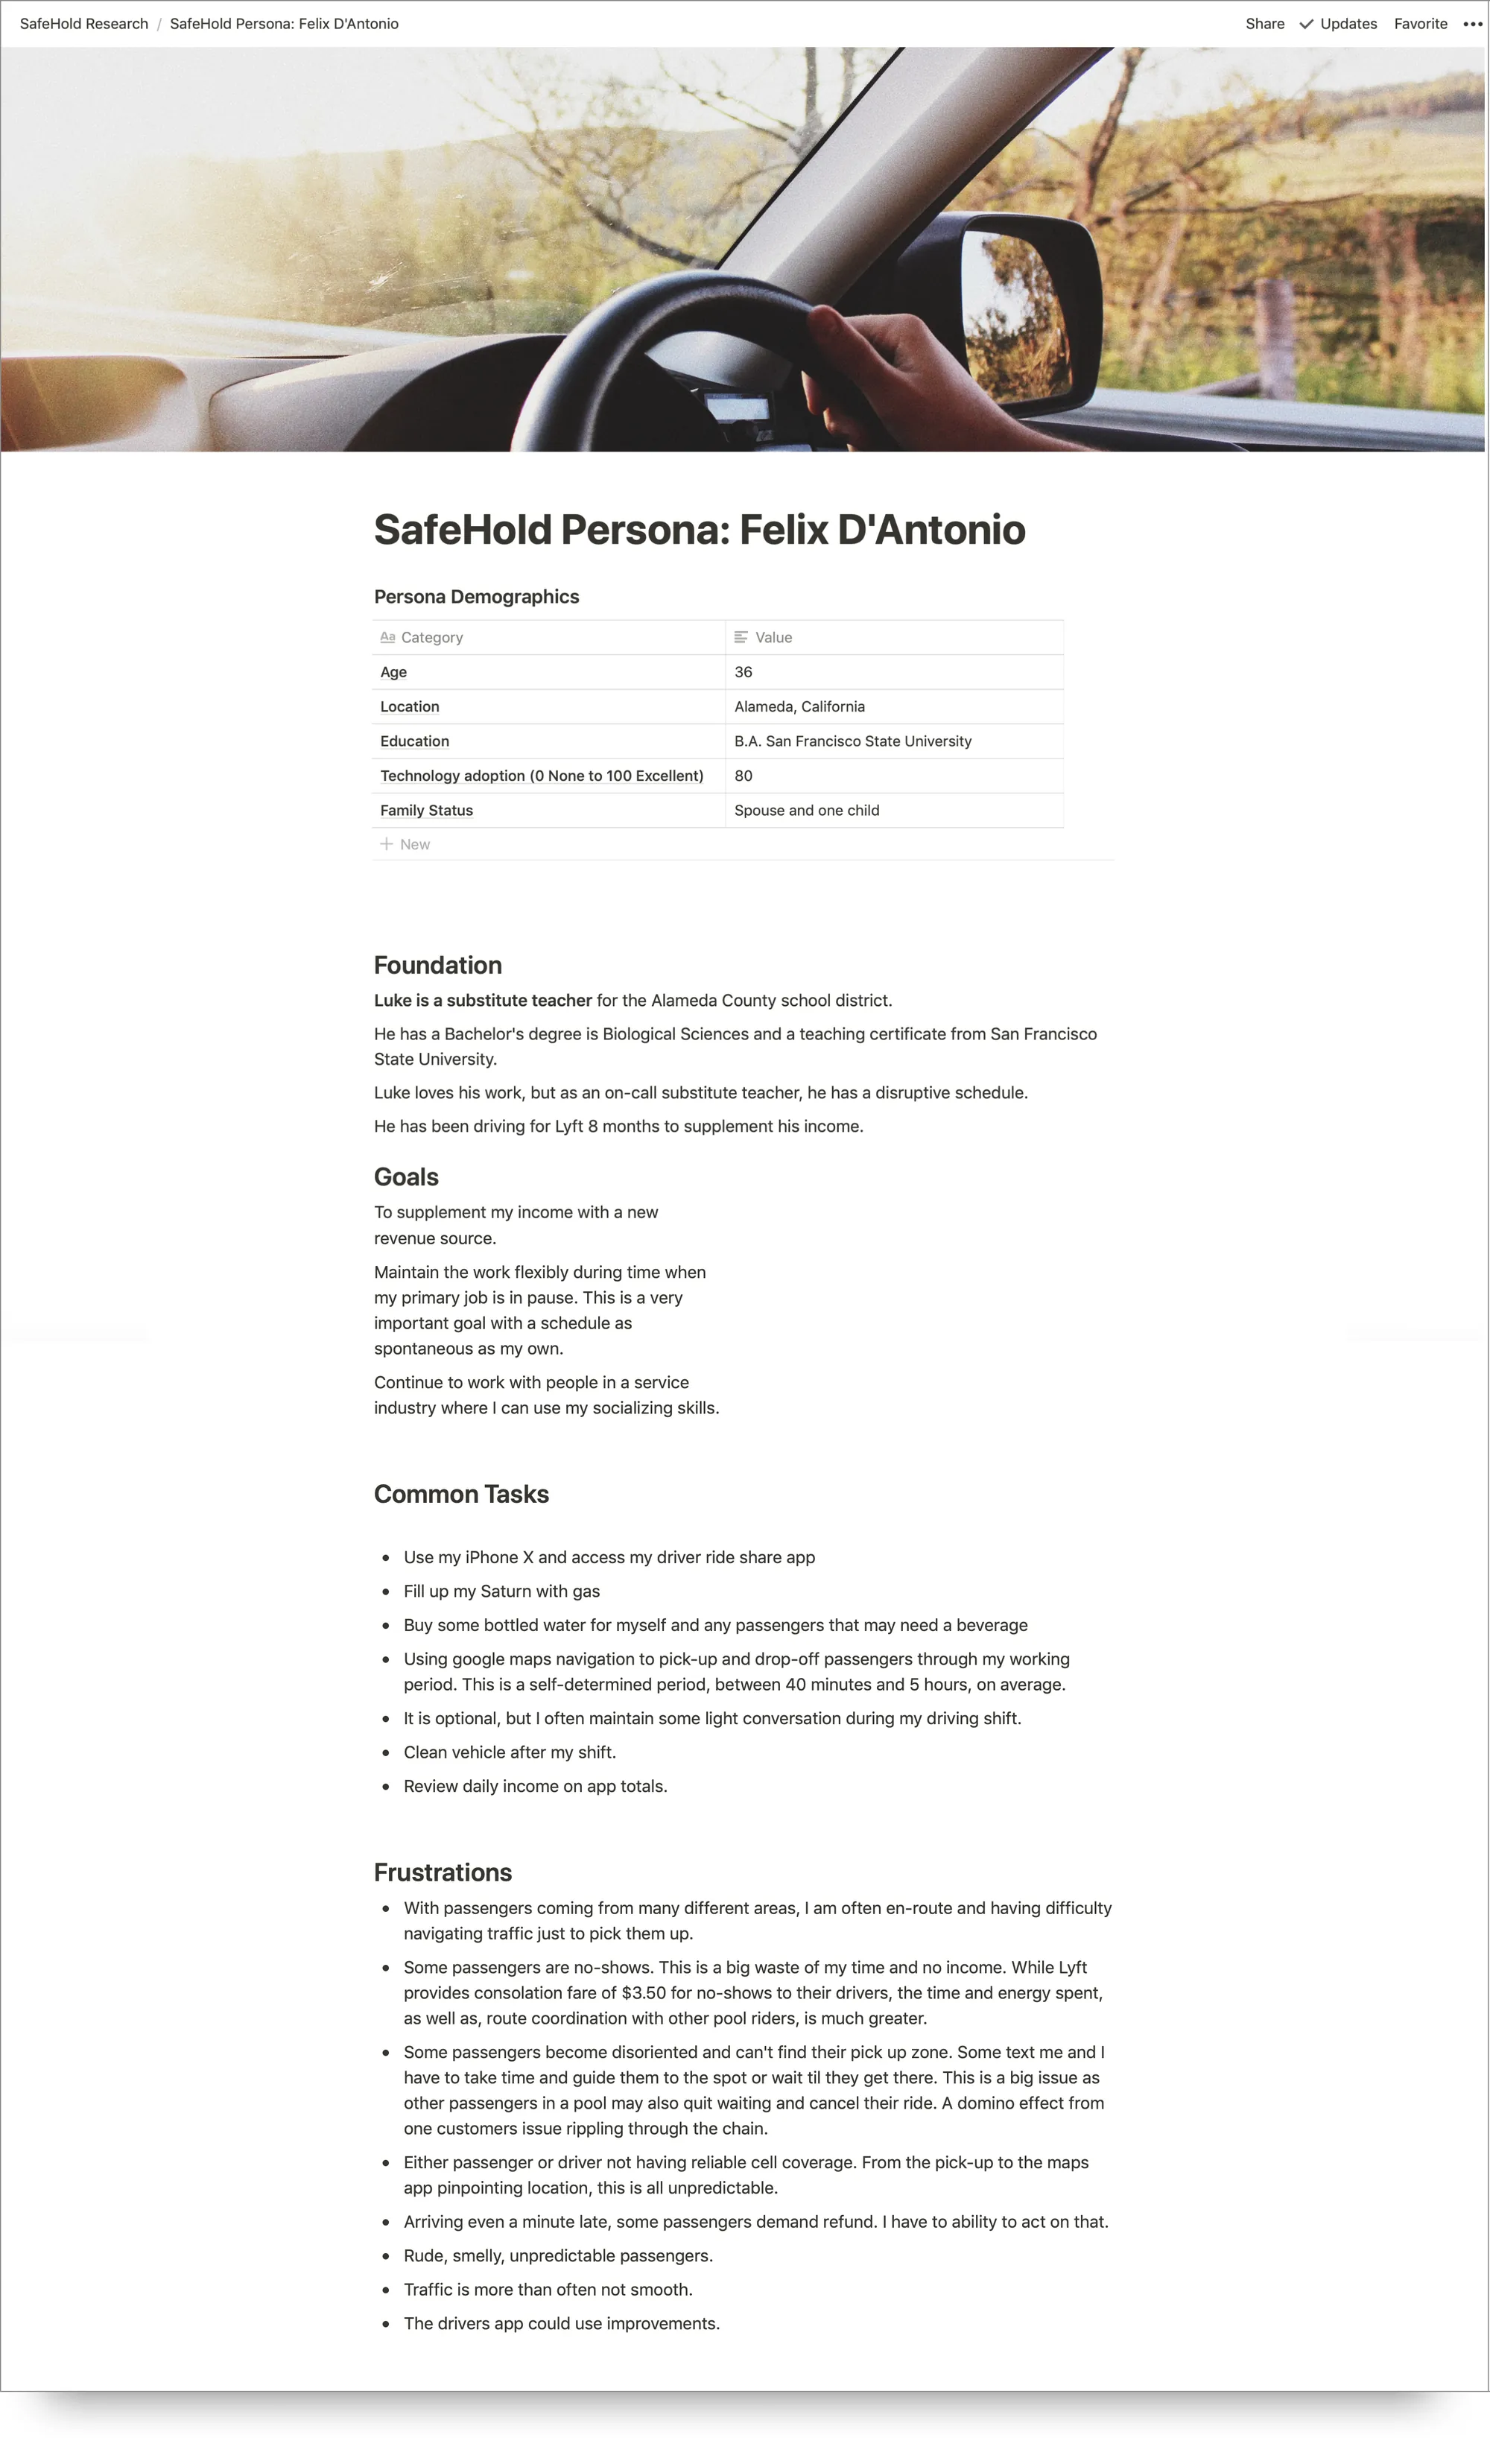 SafeHold Research / SafeHold Persona: Felix D'Antonio
Share Updates Favorite
SafeHold Persona: Felix D'Antonio
Persona Demographics
Aa Category Value
Age 36
Location Alameda, California
Education B.A. San Francisco State University
Technology adoption (0 None to 100 Excellent) 80
Family Status Spouse and one child
+ New
Foundation
Luke is a substitute teacher for the Alameda County school district.
He has a Bachelor's degree is Biological Sciences and a teaching certificate from San Francisco
State University.
Luke loves his work, but as an on-call substitute teacher, he has a disruptive schedule.
He has been driving for Lyft 8 months to supplement his income.
Goals
To supplement my income with a new
revenue source.
Maintain the work flexibly during time when
my primary job is in pause. This is a very
important goal with a schedule as
spontaneous as my own.
Continue to work with people in a service
industry where I can use my socializing skills.
Common Tasks
• Use my iPhone X and access my driver ride share app
• Fill up my Saturn with gas
• Buy some bottled water for myself and any passengers that may need a beverage
• Using google maps navigation to pick-up and drop-off passengers through my working
period. This is a self-determined period, between 40 minutes and 5 hours, on average.
• It is optional, but I often maintain some light conversation during my driving shift.
• Clean vehicle after my shift.
• Review daily income on app totals.
Frustrations
• With passengers coming from many different areas, I am often en-route and having difficulty
navigating traffic just to pick them up.
• Some passengers are no-shows. This is a big waste of my time and no income. While Lyft
provides consolation fare of $3.50 for no-shows to their drivers, the time and energy spent,
as well as, route coordination with other pool riders, is much greater.
• Some passengers become disoriented and can't find their pick up zone. Some text me and I
have to take time and guide them to the spot or wait til they get there. This is a big issue as
other passengers in a pool may also quit waiting and cancel their ride. A domino effect from
one customers issue rippling through the chain.
• Either passenger or driver not having reliable cell coverage. From the pick-up to the maps
app pinpointing location, this is all unpredictable.
• Arriving even a minute late, some passengers demand refund. I have to ability to act on that.
• Rude, smelly, unpredictable passengers.
• Traffic is more than often not smooth.
• The drivers app could use improvements.